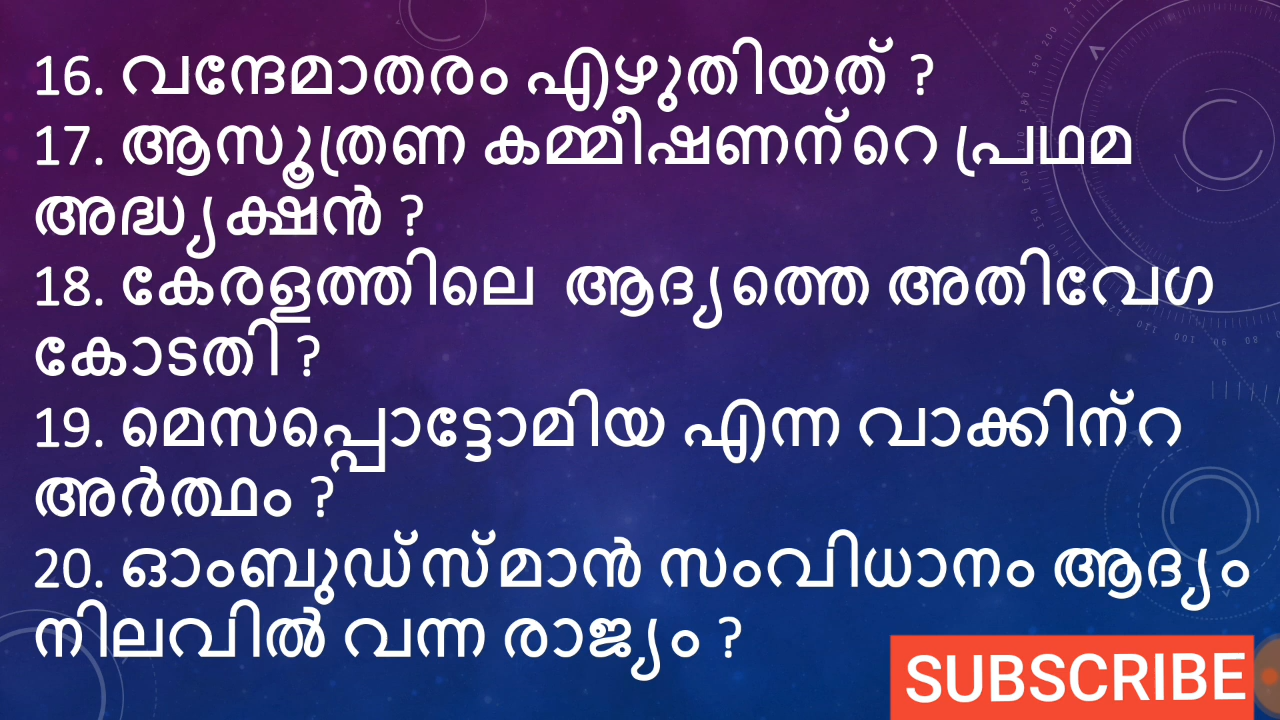 16. വന്ദേമാതരം എഴുതിയത് ?
17. ആസൂത്രണ കമ്മീഷണന്റെ പ്രഥമ
അദ്ധ്യക്ഷൻ ?
18. കേരളത്തിലെ ആദ്യത്തെ അതിവേഗ
കോടതി ?
19. മെസപ്പൊട്ടോമിയ എന്ന വാക്കിന്റ
അർത്ഥം ?
20. ഓംബുഡ്സ്മാൻ സംവിധാനം ആദ്യം
നിലവിൽ വന്ന രാജ്യം ?
SUBSCRIBE